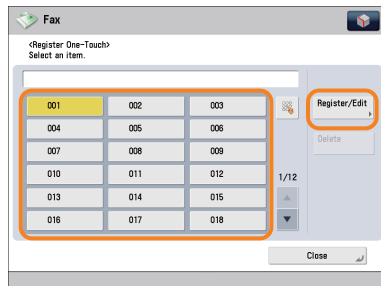 Fax
<Register One-Touch>
Select an item.
001 002 003 Register/Edit
004 005 006
Delete
007 008 009
010 011 012 1/12
013 014 015
016 017 018
Close